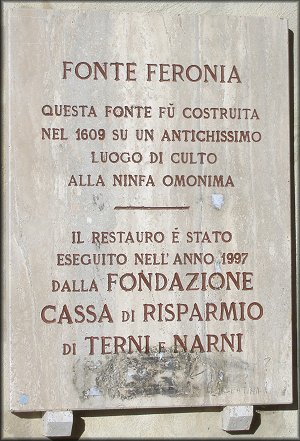 FONTE FERONIA
QUESTA FONTE FŬ COSTRUITA
NEL 1609 SU UN ANTICHISSIMO
LUOGO DI CULTO
ALLA NINFA OMONIMA
IL RESTAURO É STATO
ESEGUITO NELL'ANNO 1997
DALLA FONDAZIONE
CASSA DI RISPARMIO
DI TERNI E NARNI